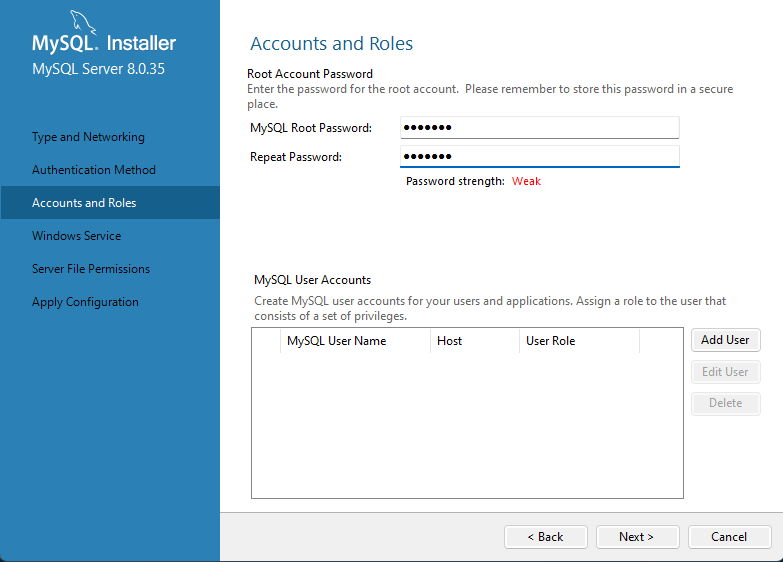 MySQL. Installer
MySQL Server 8.0.35
Type and Networking
Authentication Method
Accounts and Roles
Windows Service
Server File Permissions
Apply Configuration
Accounts and Roles
Root Account Password
Enter the password for the root account.  Please remember to store this password in a secure
place.
MySQL Root Password: ●●●●●●●
Repeat Password: ●●●●●●●
Password strength: Weak
MySQL User Accounts
Create MySQL user accounts for your users and applications. Assign a role to the user that
consists of a set of privileges.
MySQL User Name Host User Role
Add User
Edit User
Delete
< Back Next > Cancel